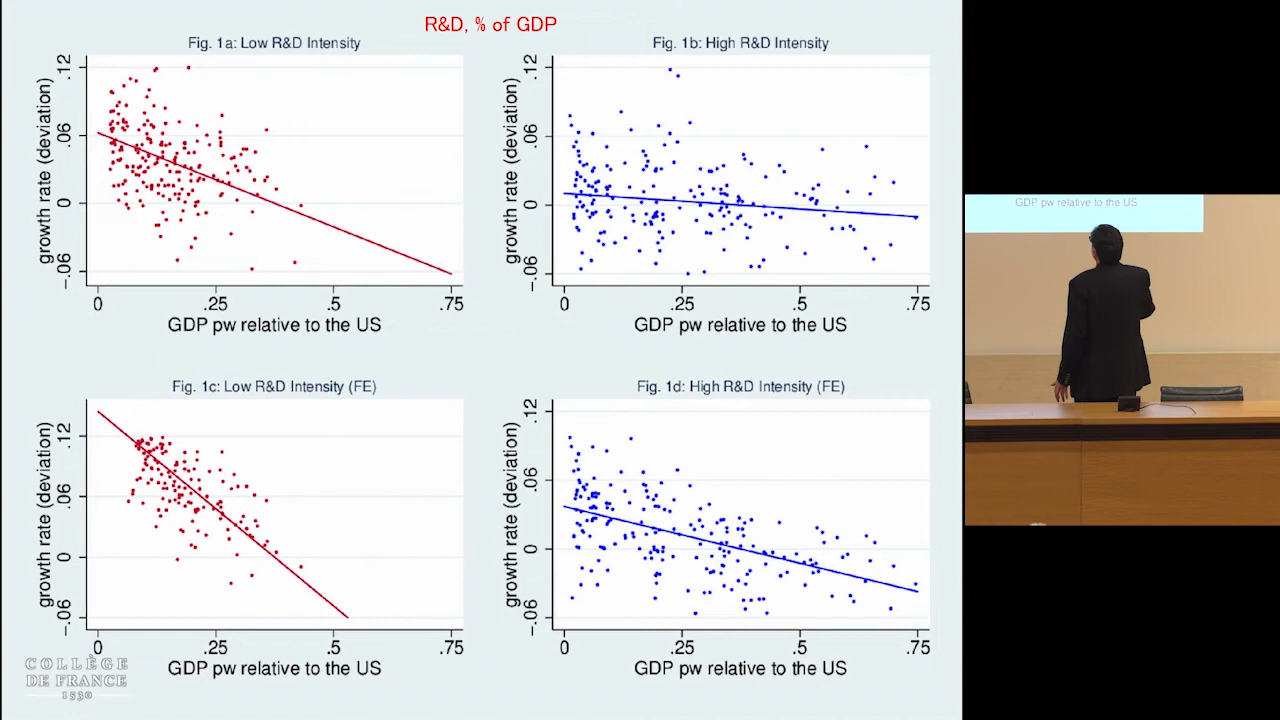 R&D, % of GDP
Fig. 1a: Low R&D Intensity
growth rate (deviation)
.12
.06
0
-.06
0 .25 .5 .75
GDP pw relative to the US
Fig. 1b: High R&D Intensity
growth rate (deviation)
.12
.06
0
-.06
0 .25 .5 .75
GDP pw relative to the US
Fig. 1c: Low R&D Intensity (FE)
growth rate (deviation)
.12
.06
0
-.06
0 .25 .5 .75
GDP pw relative to the US
Fig. 1d: High R&D Intensity (FE)
growth rate (deviation)
.12
.06
0
-.06
0 .25 .5 .75
GDP pw relative to the US
COLLÈGE
DE FRANCE
1530
GDP pw relative to the US